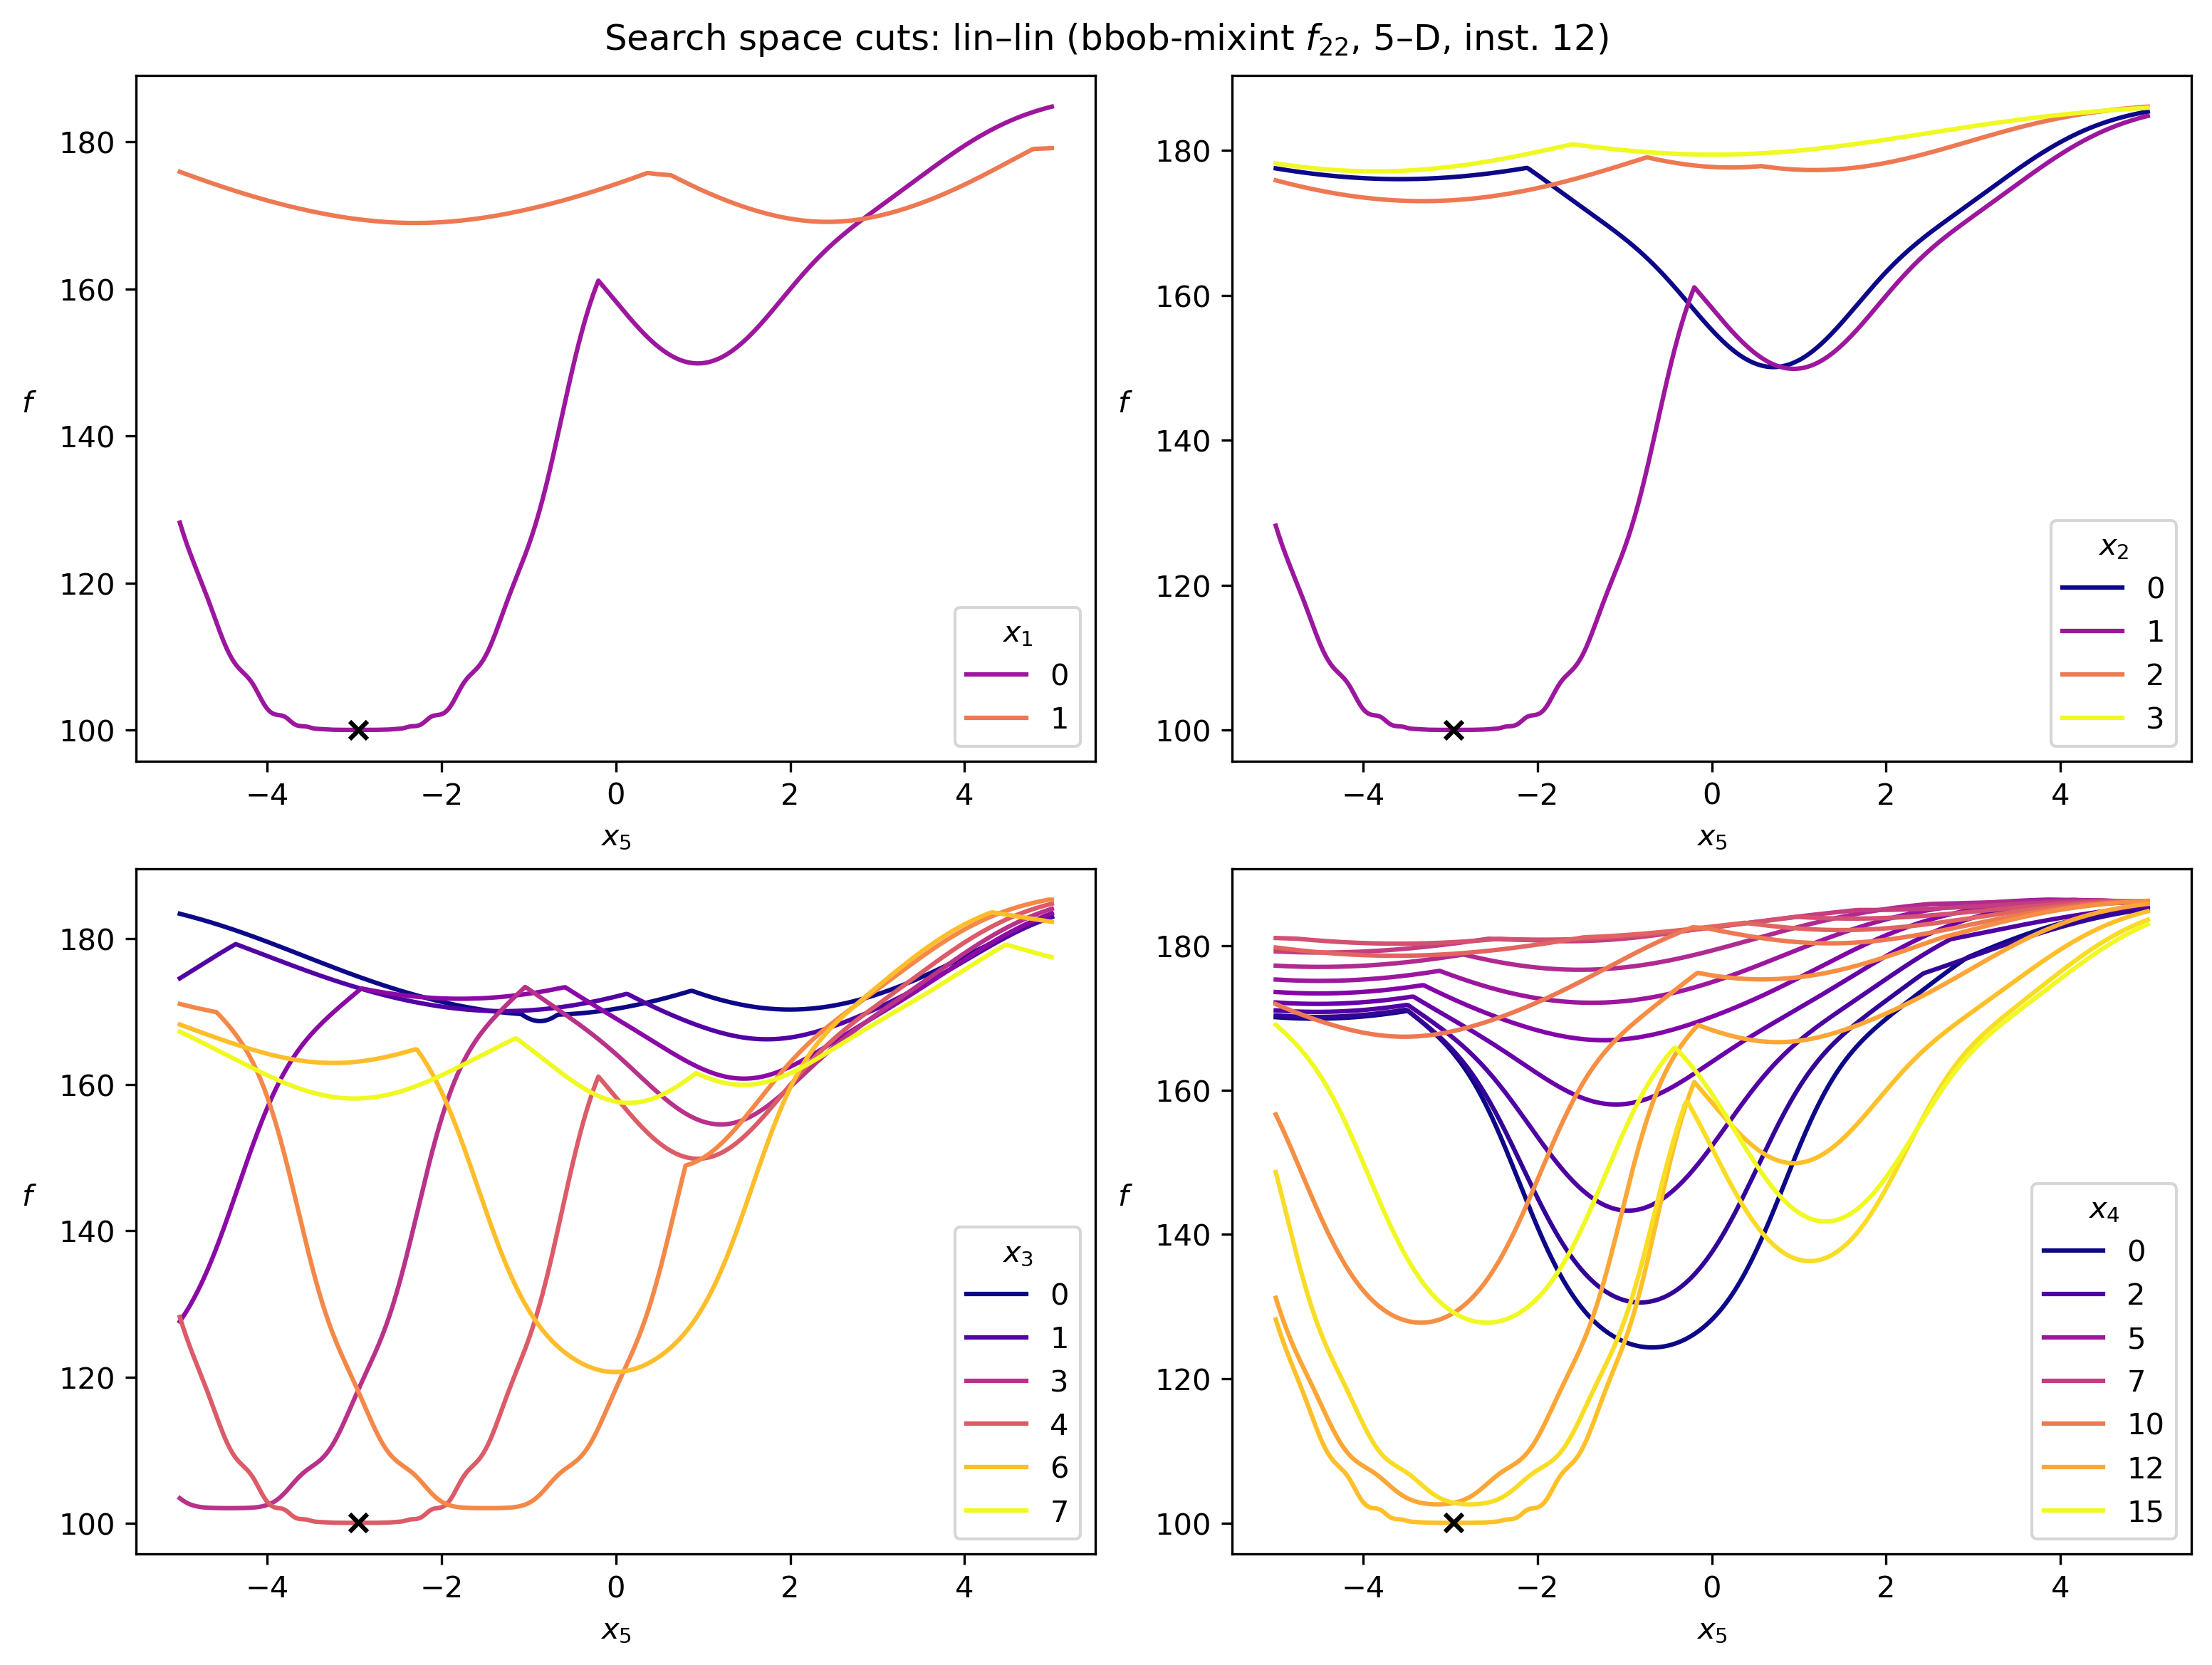 Search space cuts: lin–lin (bbob-mixint f₂₂, 5–D, inst. 12)
180
160
140
120
100
f
−4 −2 0 2 4
x₅
x₁
0
1
180
160
140
120
100
f
−4 −2 0 2 4
x₅
x₂
0
1
2
3
180
160
140
120
100
f
−4 −2 0 2 4
x₅
x₃
0
1
3
4
6
7
180
160
140
120
100
f
−4 −2 0 2 4
x₅
x₄
0
2
5
7
10
12
15